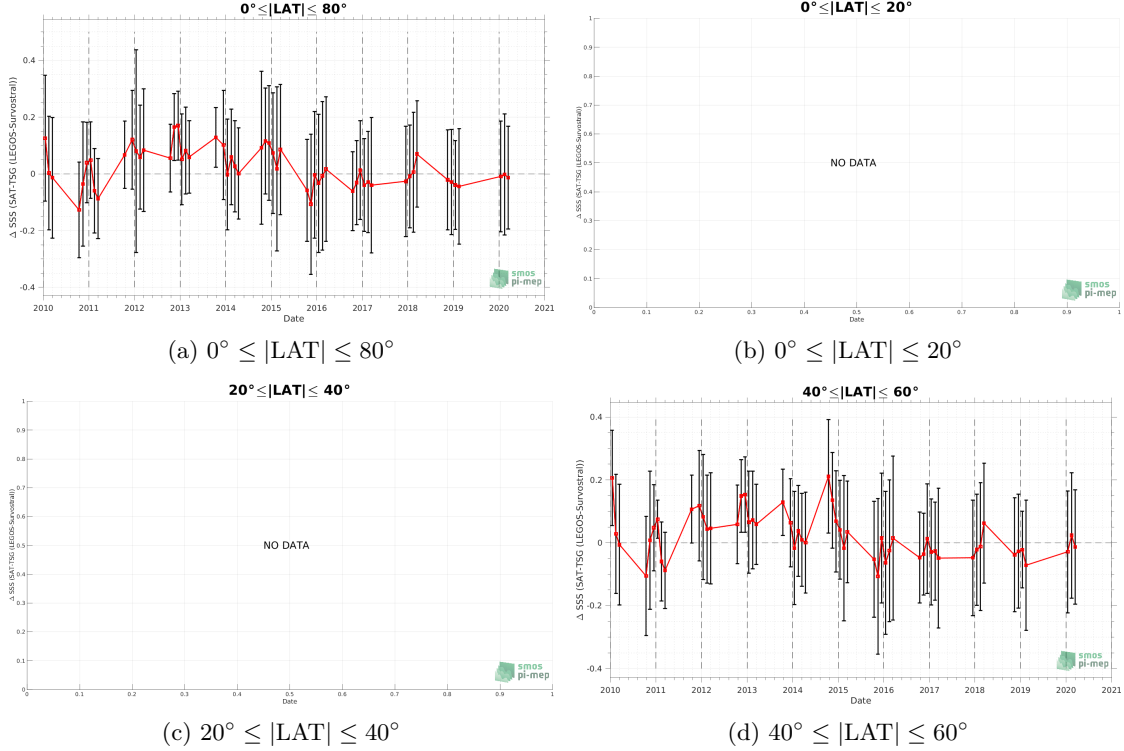 0°≤|LAT|≤ 80°
Δ SSS (SAT-TSG (LEGOS-Survostral))
0.4
0.2
0
-0.2
-0.4
2010 2011 2012 2013 2014 2015 2016 2017 2018 2019 2020 2021
Date
smos
pi-mep
(a) 0° ≤ |LAT| ≤ 80°
0°≤|LAT|≤ 20°
Δ SSS (SAT-TSG (LEGOS-Survostral))
1
0.9
0.8
0.7
0.6
0.5
0.4
0.3
0.2
0.1
0
NO DATA
0 0.1 0.2 0.3 0.4 0.5 0.6 0.7 0.8 0.9 1
Date
smos
pi-mep
(b) 0° ≤ |LAT| ≤ 20°
20°≤|LAT|≤ 40°
Δ SSS (SAT-TSG (LEGOS-Survostral))
1
0.9
0.8
0.7
0.6
0.5
0.4
0.3
0.2
0.1
0
NO DATA
0 0.1 0.2 0.3 0.4 0.5 0.6 0.7 0.8 0.9 1
Date
smos
pi-mep
(c) 20° ≤ |LAT| ≤ 40°
40°≤|LAT|≤ 60°
Δ SSS (SAT-TSG (LEGOS-Survostral))
0.4
0.2
0
-0.2
-0.4
2010 2011 2012 2013 2014 2015 2016 2017 2018 2019 2020 2021
Date
smos
pi-mep
(d) 40° ≤ |LAT| ≤ 60°